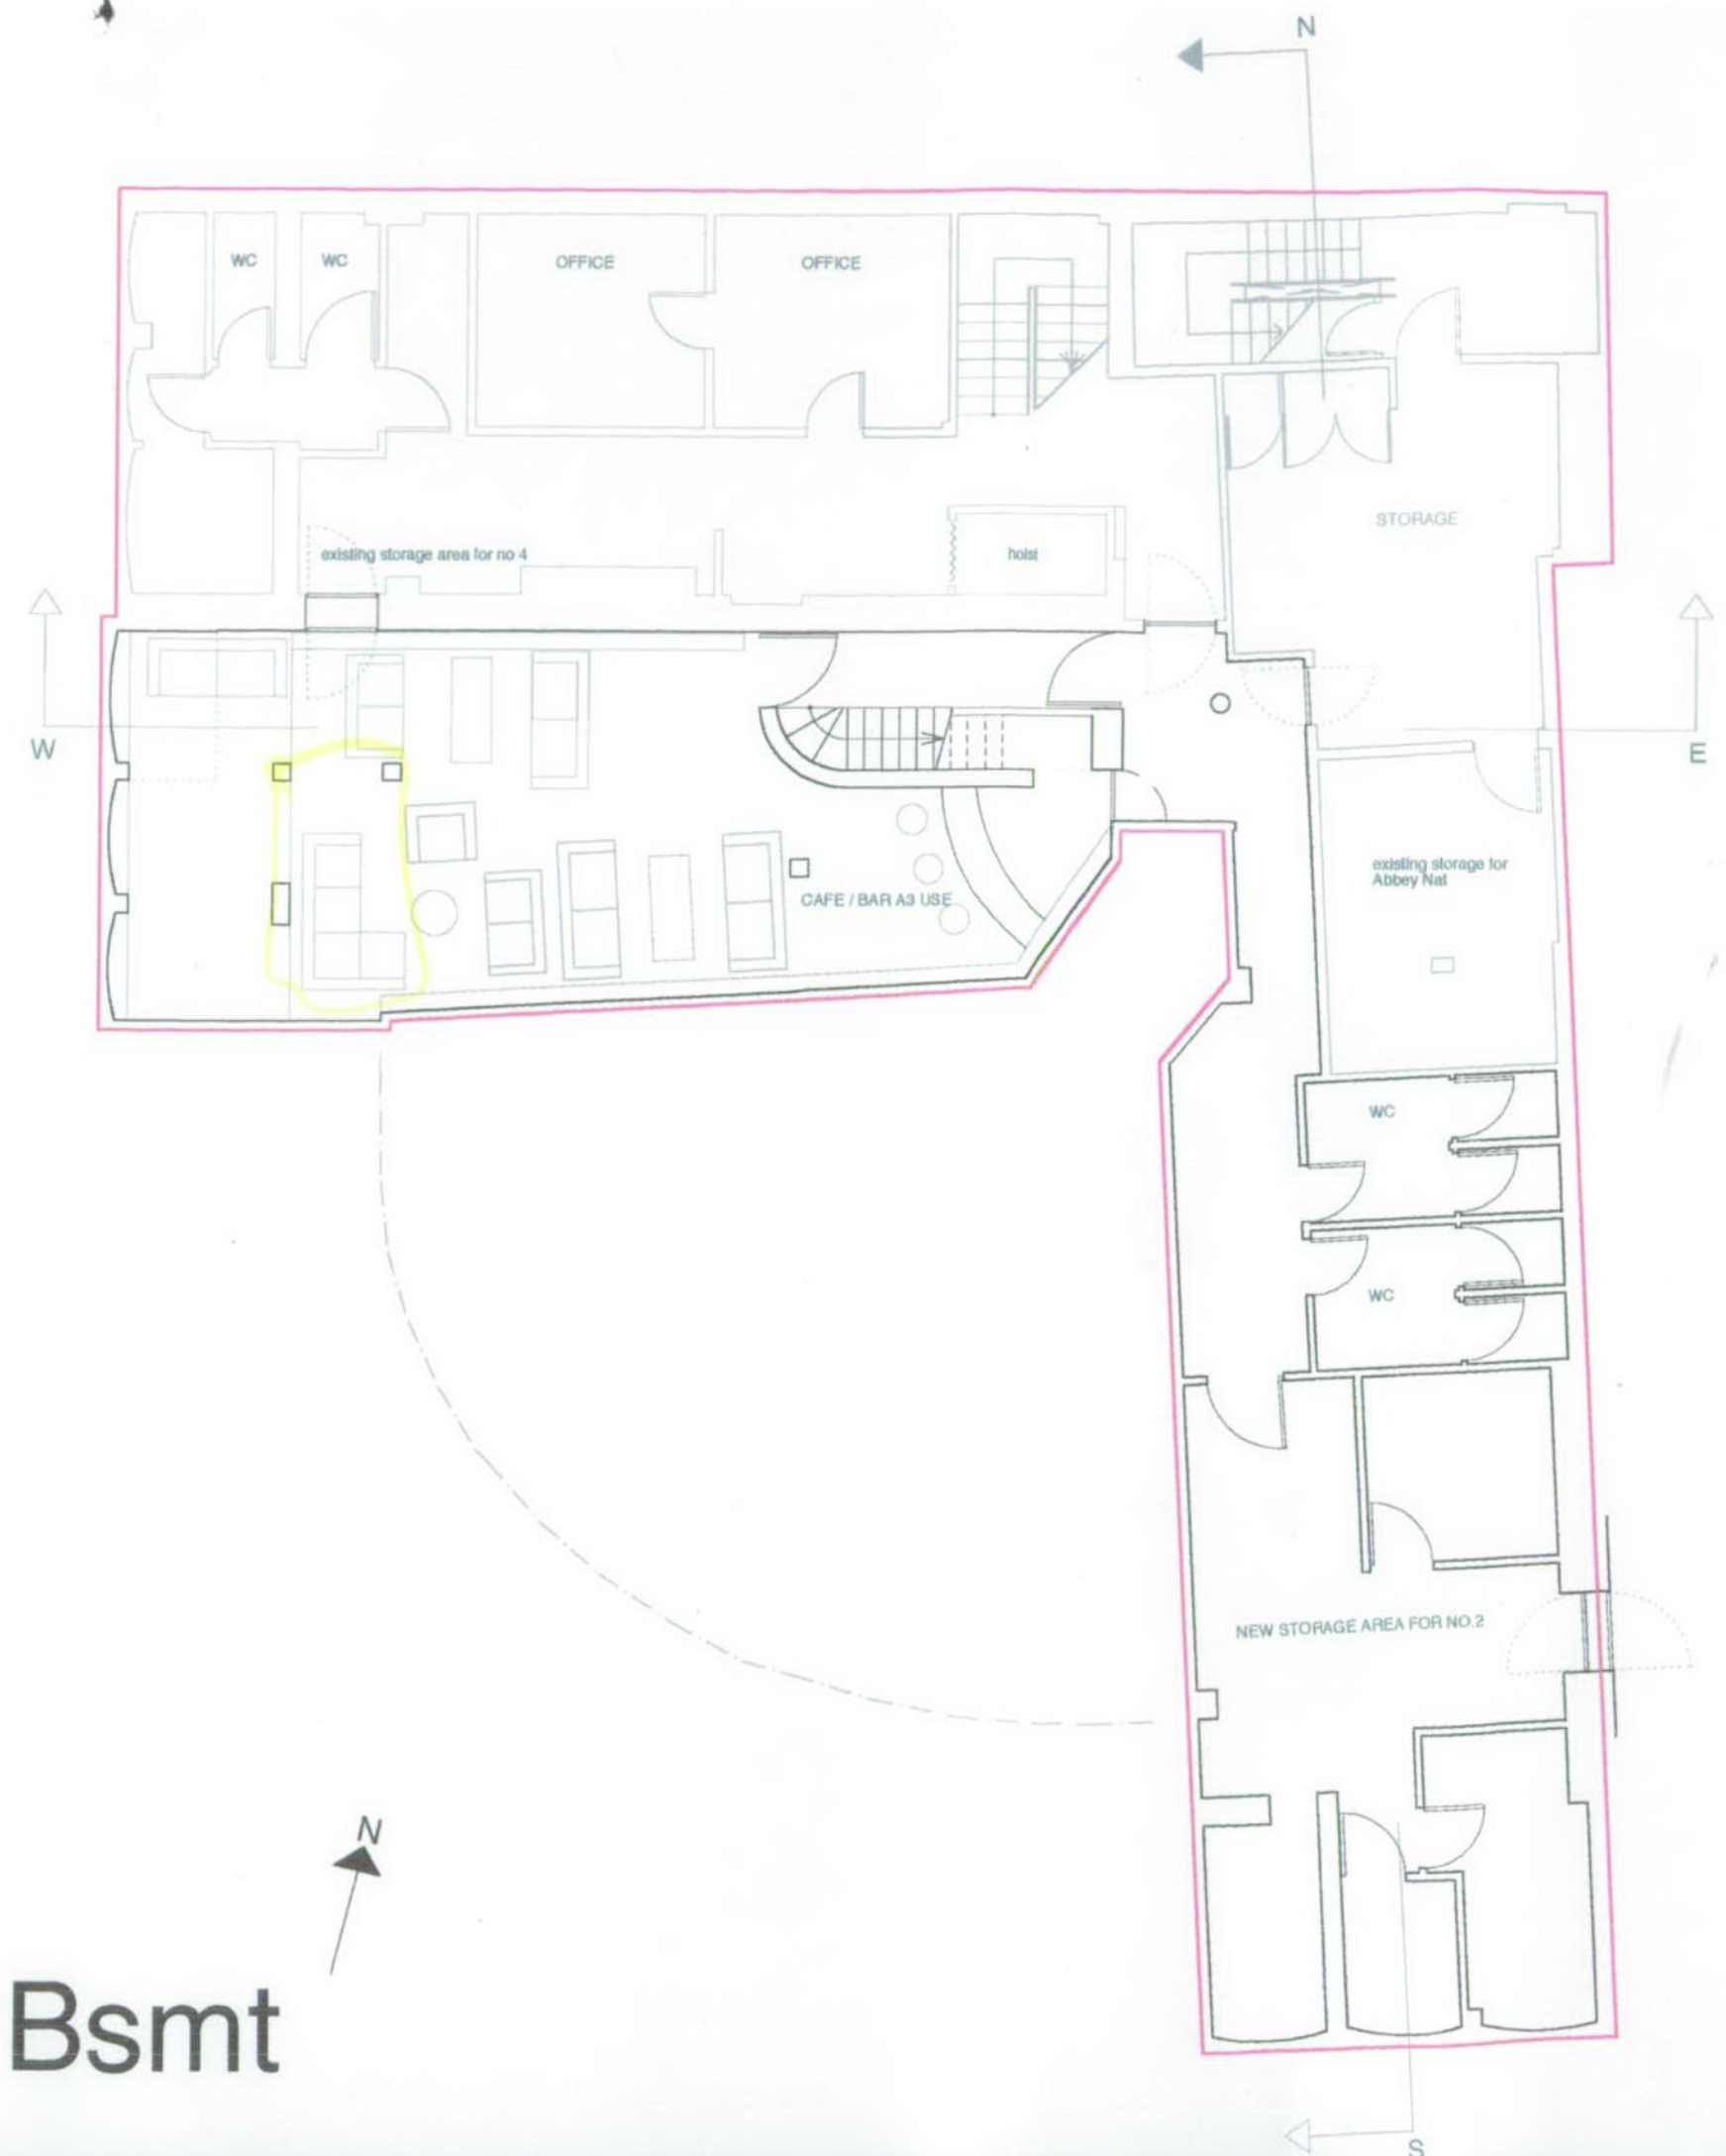 N
WC
WC
OFFICE
OFFICE
STORAGE
existing storage area for no 4
hoist
W
E
existing storage for
Abbey Nat
CAFE / BAR A3 USE
WC
WC
NEW STORAGE AREA FOR NO.2
N
Bsmt
S